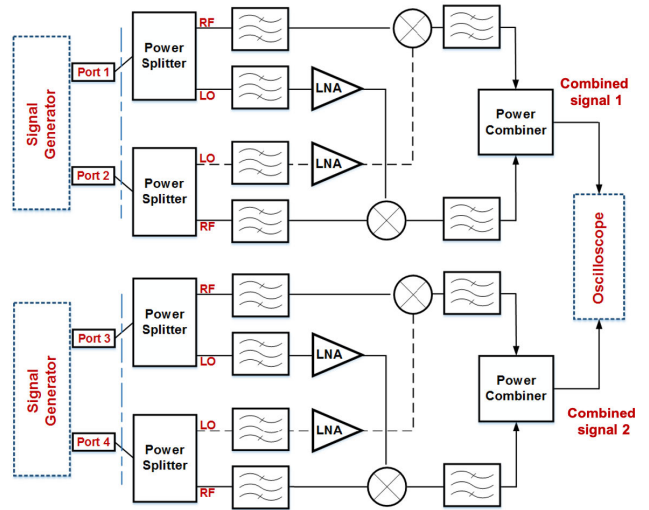 Signal
Generator
Port 1
Port 2
Power
Splitter
RF
LO
LNA
Power
Splitter
LO
RF
LNA
Power
Combiner
Combined
signal 1
Oscilloscope
Signal
Generator
Port 3
Port 4
Power
Splitter
RF
LO
LNA
Power
Splitter
LO
RF
LNA
Power
Combiner
Combined
signal 2